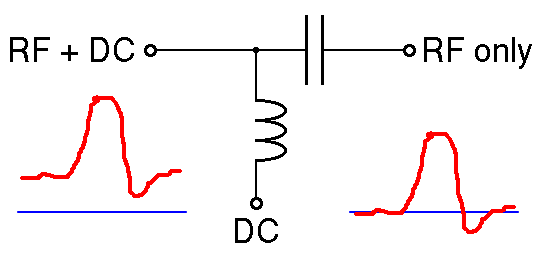 RF + DC
RF only
DC